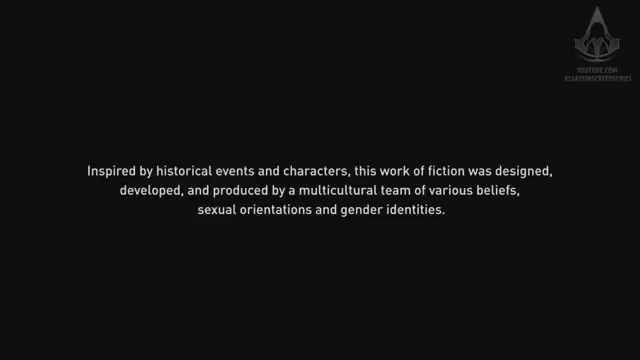 YOUTUBE.COM
ASSASSINSCREEDSERIES
Inspired by historical events and characters, this work of fiction was designed,
developed, and produced by a multicultural team of various beliefs,
sexual orientations and gender identities.